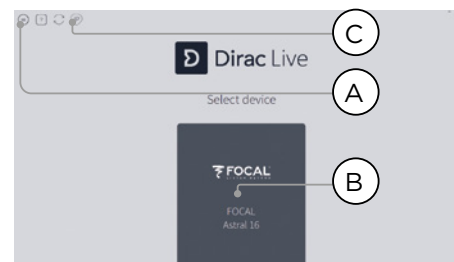 C
Dirac Live
A
Select device
FOCAL
B
FOCAL
Astral 16